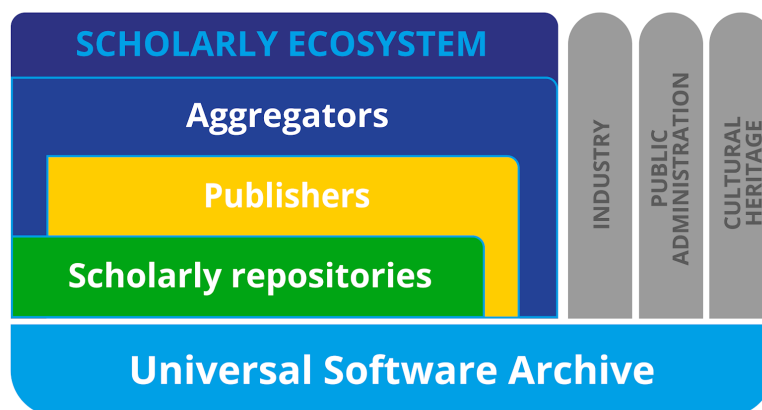 SCHOLARLY ECOSYSTEM
Aggregators
Publishers
Scholarly repositories
INDUSTRY
PUBLIC
ADMINISTRATION
CULTURAL
HERITAGE
Universal Software Archive